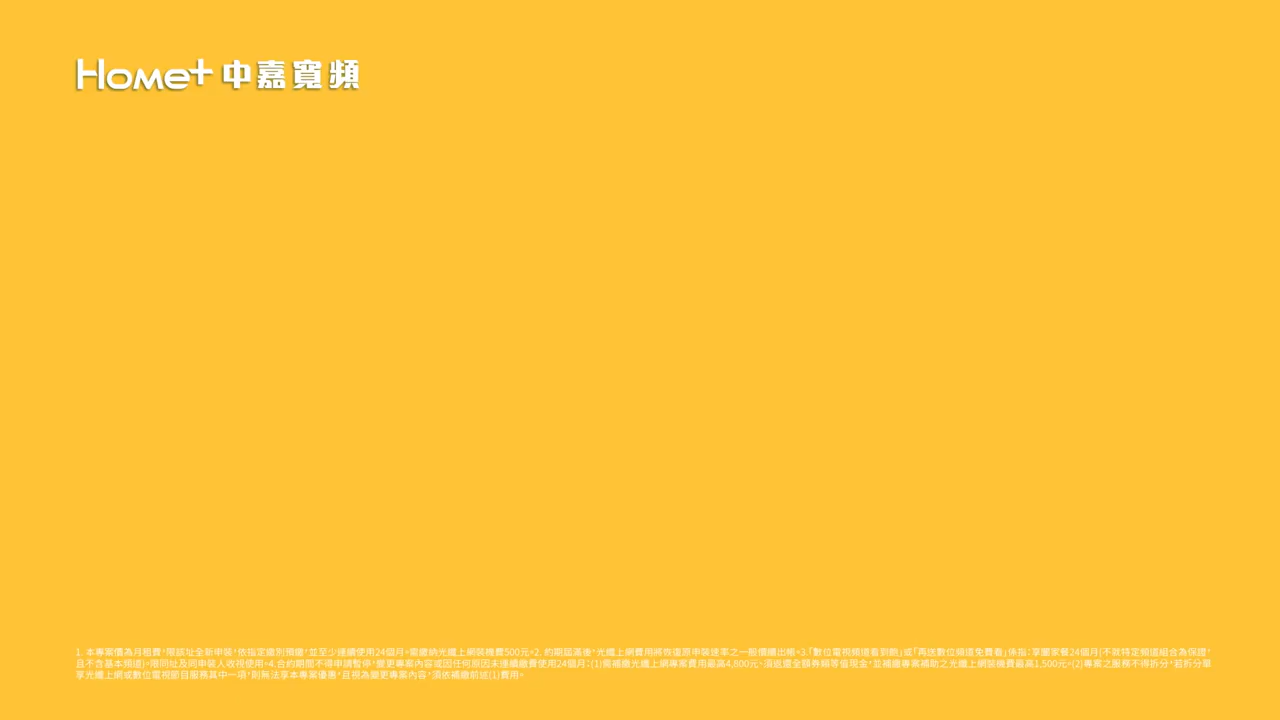 Home+ 中嘉寬頻
1. 本專案價為月租費，限該址全新申裝，依指定繳別預繳，並至少連續使用24個月。需繳納光纖上網裝機費500元。2. 約期屆滿後，光纖上網費用將恢復原申裝速率之一般價購出帳。3.「數位電視頻道看到飽」或「再送數位頻道免費看」係指：享闔家餐24個月(不就特定頻道組合為保證，
且不含基本頻道)。限同址及同申裝人收視使用。4.合約期間不得申請暫停，變更專案內容或因任何原因未連續繳費使用24個月：(1)需補繳光纖上網專案費用最高4,800元，須返還全額券類等值現金，並補繳專案補助之光纖上網裝機費最高1,500元。(2)專案之服務不得拆分，若拆分單
享光纖上網或數位電視節目服務其中一項，則無法享本專案優惠，且視為變更專案內容，須依補繳前述(1)費用。